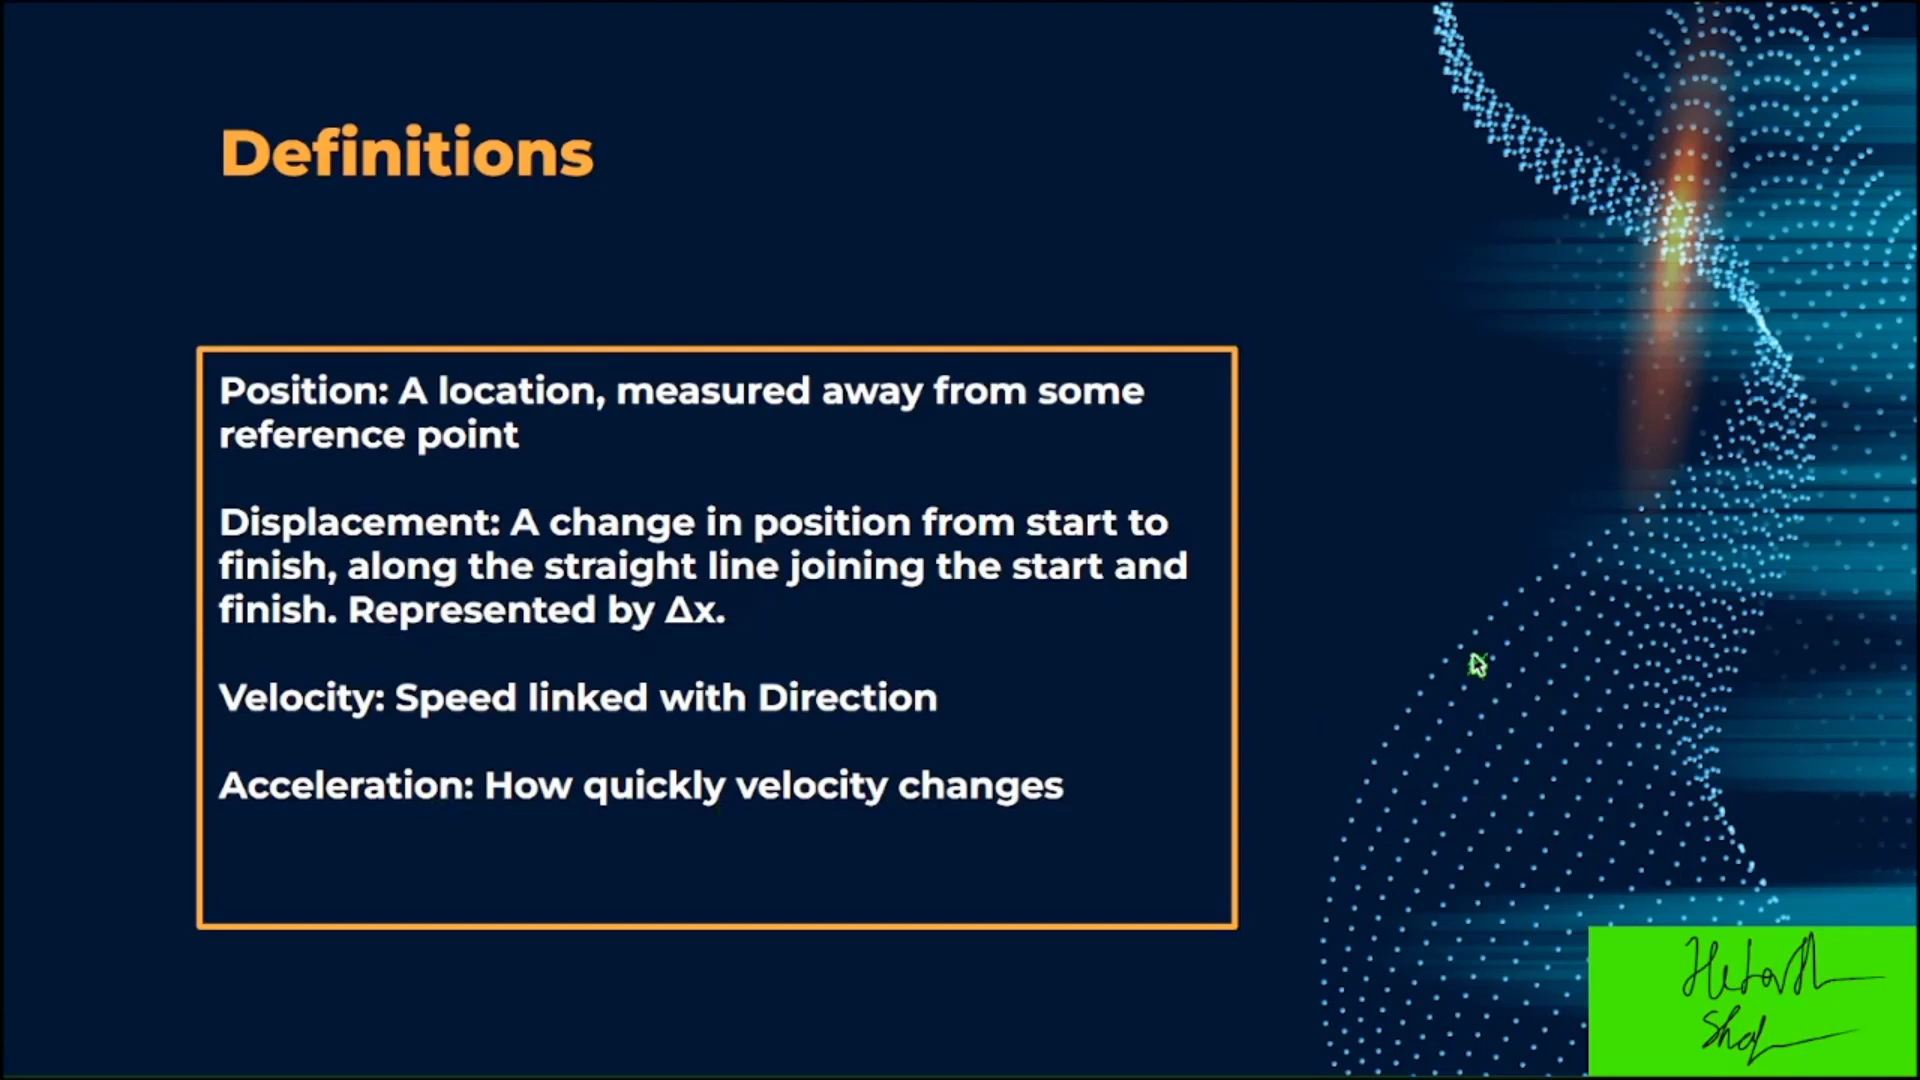 Definitions
Position: A location, measured away from some
reference point
Displacement: A change in position from start to
finish, along the straight line joining the start and
finish. Represented by Δx.
Velocity: Speed linked with Direction
Acceleration: How quickly velocity changes